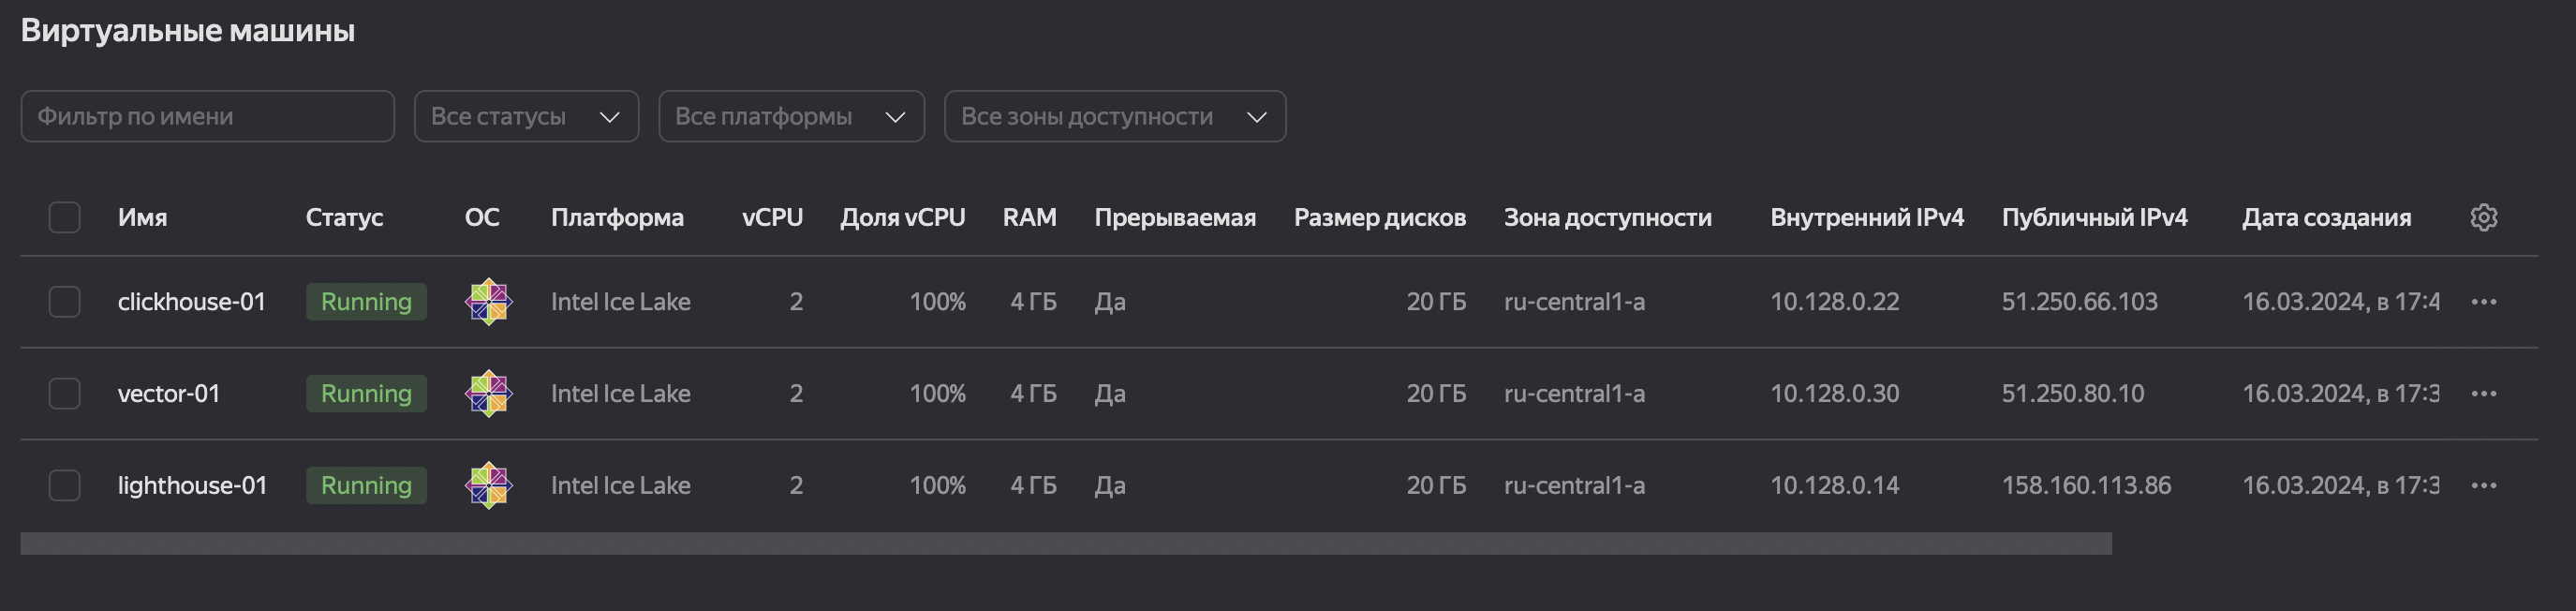 Виртуальные машины
Фильтр по имени Все статусы Все платформы Все зоны доступности
Имя Статус ОС Платформа vCPU Доля vCPU RAM Прерываемая Размер дисков Зона доступности Внутренний IPv4 Публичный IPv4 Дата создания
clickhouse-01 Running Intel Ice Lake 2 100% 4 ГБ Да 20 ГБ ru-central1-a 10.128.0.22 51.250.66.103 16.03.2024, в 17:4
vector-01 Running Intel Ice Lake 2 100% 4 ГБ Да 20 ГБ ru-central1-a 10.128.0.30 51.250.80.10 16.03.2024, в 17:3
lighthouse-01 Running Intel Ice Lake 2 100% 4 ГБ Да 20 ГБ ru-central1-a 10.128.0.14 158.160.113.86 16.03.2024, в 17:3